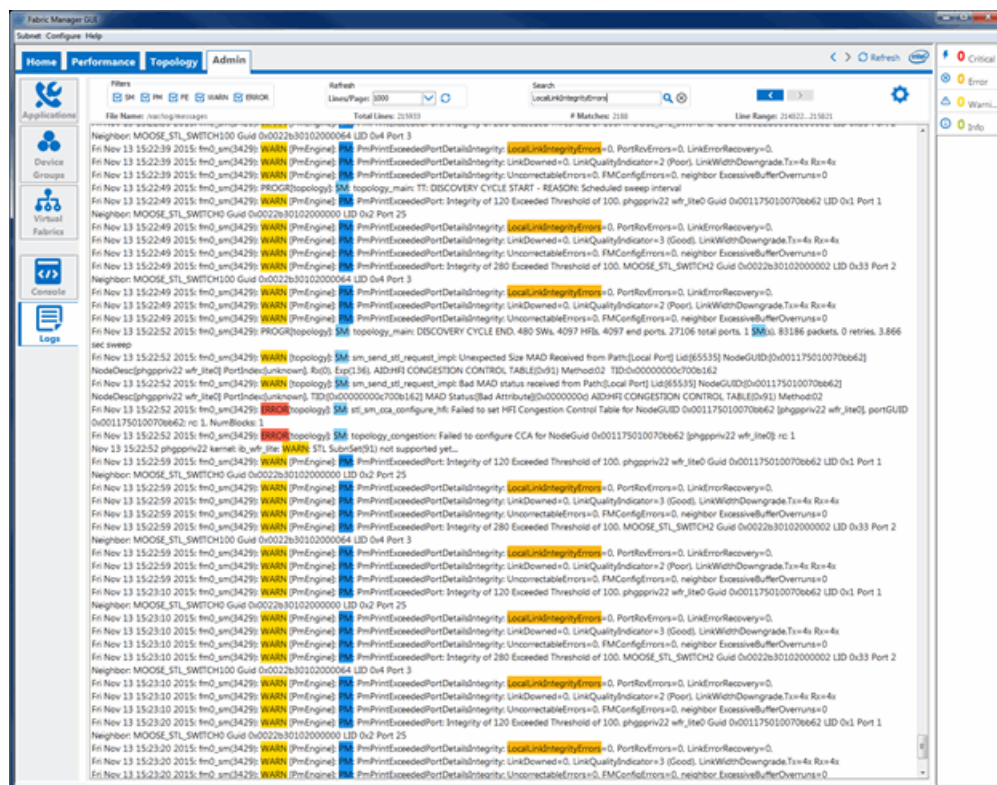 Fabric Manager GUI
Subnet Configure Help
Home Performance Topology Admin
Refresh
intel
0 Critical
0 Error
0 Warni...
0 Info
Filters
SM PM FE WARN ERROR
Refresh
Lines/Page: 1000
Search
LocalLinkIntegrityErrors
File Name: /var/log/messages
Total Lines: 215933
# Matches: 2188
Line Range: 214822...215821
Applications
Device
Groups
Virtual
Fabrics
Console
Logs
Neighbor: MOOSE_STL_SWITCH100 Guid 0x0022b30102000064 LID 0x4 Port 3
Fri Nov 13 15:22:39 2015: fm0_sm(3429): WARN [PmEngine]: PM: PmPrintExceededPortDetailsIntegrity: LocalLinkIntegrityErrors=0, PortRcvErrors=0, LinkErrorRecovery=0,
Fri Nov 13 15:22:39 2015: fm0_sm(3429): WARN [PmEngine]: PM: PmPrintExceededPortDetailsIntegrity: LinkDowned=0, LinkQualityIndicator=2 (Poor), LinkWidthDowngrade.Tx=4x Rx=4x
Fri Nov 13 15:22:39 2015: fm0_sm(3429): WARN [PmEngine]: PM: PmPrintExceededPortDetailsIntegrity: UncorrectableErrors=0, FMConfigErrors=0, neighbor ExcessiveBufferOverruns=0
Fri Nov 13 15:22:49 2015: fm0_sm(3429): PROGR[topology]: SM: topology_main: TT: DISCOVERY CYCLE START - REASON: Scheduled sweep interval
Fri Nov 13 15:22:49 2015: fm0_sm(3429): WARN [PmEngine]: PM: PmPrintExceededPort: Integrity of 120 Exceeded Threshold of 100. phgppriv22 wfr_lite0 Guid 0x001175010070bb62 LID 0x1 Port 1
Neighbor: MOOSE_STL_SWITCH0 Guid 0x0022b30102000000 LID 0x2 Port 25
Fri Nov 13 15:22:49 2015: fm0_sm(3429): WARN [PmEngine]: PM: PmPrintExceededPortDetailsIntegrity: LocalLinkIntegrityErrors=0, PortRcvErrors=0, LinkErrorRecovery=0,
Fri Nov 13 15:22:49 2015: fm0_sm(3429): WARN [PmEngine]: PM: PmPrintExceededPortDetailsIntegrity: LinkDowned=0, LinkQualityIndicator=3 (Good), LinkWidthDowngrade.Tx=4x Rx=4x
Fri Nov 13 15:22:49 2015: fm0_sm(3429): WARN [PmEngine]: PM: PmPrintExceededPortDetailsIntegrity: UncorrectableErrors=0, FMConfigErrors=0, neighbor ExcessiveBufferOverruns=0
Fri Nov 13 15:22:49 2015: fm0_sm(3429): WARN [PmEngine]: PM: PmPrintExceededPort: Integrity of 280 Exceeded Threshold of 100. MOOSE_STL_SWITCH2 Guid 0x0022b30102000002 LID 0x33 Port 2
Neighbor: MOOSE_STL_SWITCH100 Guid 0x0022b30102000064 LID 0x4 Port 3
Fri Nov 13 15:22:49 2015: fm0_sm(3429): WARN [PmEngine]: PM: PmPrintExceededPortDetailsIntegrity: LocalLinkIntegrityErrors=0, PortRcvErrors=0, LinkErrorRecovery=0,
Fri Nov 13 15:22:49 2015: fm0_sm(3429): WARN [PmEngine]: PM: PmPrintExceededPortDetailsIntegrity: LinkDowned=0, LinkQualityIndicator=2 (Poor), LinkWidthDowngrade.Tx=4x Rx=4x
Fri Nov 13 15:22:49 2015: fm0_sm(3429): WARN [PmEngine]: PM: PmPrintExceededPortDetailsIntegrity: UncorrectableErrors=0, FMConfigErrors=0, neighbor ExcessiveBufferOverruns=0
Fri Nov 13 15:22:52 2015: fm0_sm(3429): PROGR[topology]: SM: topology_main: DISCOVERY CYCLE END. 480 SWs, 4097 HFIs, 4097 end ports, 27106 total ports, 1 SM(s), 83186 packets, 0 retries, 3.866
sec sweep
Fri Nov 13 15:22:52 2015: fm0_sm(3429): WARN [topology]: SM: sm_send_stl_request_impl: Unexpected Size MAD Received from Path:[Local Port] Lid:[65535] NodeGUID:[0x001175010070bb62]
NodeDesc[phgppriv22 wfr_lite0] PortIndex[unknown], Rx(0), Exp(136), AID:HFI CONGESTION CONTROL TABLE(0x91) Method:02 TID:0x00000000c700b162
Fri Nov 13 15:22:52 2015: fm0_sm(3429): WARN [topology]: SM: sm_send_stl_request_impl: Bad MAD status received from Path:[Local Port] Lid:[65535] NodeGUID:[0x001175010070bb62]
NodeDesc[phgppriv22 wfr_lite0] PortIndex[unknown], TID:[0x00000000c700b162] MAD Status:[Bad Attribute](0x0000000c) AID:HFI CONGESTION CONTROL TABLE(0x91) Method:02
Fri Nov 13 15:22:52 2015: fm0_sm(3429): ERROR[topology]: SM: stl_sm_cca_configure_hfi: Failed to set HFI Congestion Control Table for NodeGUID 0x001175010070bb62 [phgppriv22 wfr_lite0], portGUID
0x001175010070bb62: rc: 1, NumBlocks: 1
Fri Nov 13 15:22:52 2015: fm0_sm(3429): ERROR[topology]: SM: topology_congestion: Failed to configure CCA for NodeGuid 0x001175010070bb62 [phgppriv22 wfr_lite0]: rc: 1
Nov 13 15:22:52 phgppriv22 kernel: ib_wfr_lite: WARN: STL SubnSet(91) not supported yet...
Fri Nov 13 15:22:59 2015: fm0_sm(3429): WARN [PmEngine]: PM: PmPrintExceededPort: Integrity of 120 Exceeded Threshold of 100. phgppriv22 wfr_lite0 Guid 0x001175010070bb62 LID 0x1 Port 1
Neighbor: MOOSE_STL_SWITCH0 Guid 0x0022b30102000000 LID 0x2 Port 25
Fri Nov 13 15:22:59 2015: fm0_sm(3429): WARN [PmEngine]: PM: PmPrintExceededPortDetailsIntegrity: LocalLinkIntegrityErrors=0, PortRcvErrors=0, LinkErrorRecovery=0,
Fri Nov 13 15:22:59 2015: fm0_sm(3429): WARN [PmEngine]: PM: PmPrintExceededPortDetailsIntegrity: LinkDowned=0, LinkQualityIndicator=3 (Good), LinkWidthDowngrade.Tx=4x Rx=4x
Fri Nov 13 15:22:59 2015: fm0_sm(3429): WARN [PmEngine]: PM: PmPrintExceededPortDetailsIntegrity: UncorrectableErrors=0, FMConfigErrors=0, neighbor ExcessiveBufferOverruns=0
Fri Nov 13 15:22:59 2015: fm0_sm(3429): WARN [PmEngine]: PM: PmPrintExceededPort: Integrity of 280 Exceeded Threshold of 100. MOOSE_STL_SWITCH2 Guid 0x0022b30102000002 LID 0x33 Port 2
Neighbor: MOOSE_STL_SWITCH100 Guid 0x0022b30102000064 LID 0x4 Port 3
Fri Nov 13 15:22:59 2015: fm0_sm(3429): WARN [PmEngine]: PM: PmPrintExceededPortDetailsIntegrity: LocalLinkIntegrityErrors=0, PortRcvErrors=0, LinkErrorRecovery=0,
Fri Nov 13 15:22:59 2015: fm0_sm(3429): WARN [PmEngine]: PM: PmPrintExceededPortDetailsIntegrity: LinkDowned=0, LinkQualityIndicator=2 (Poor), LinkWidthDowngrade.Tx=4x Rx=4x
Fri Nov 13 15:22:59 2015: fm0_sm(3429): WARN [PmEngine]: PM: PmPrintExceededPortDetailsIntegrity: UncorrectableErrors=0, FMConfigErrors=0, neighbor ExcessiveBufferOverruns=0
Fri Nov 13 15:23:10 2015: fm0_sm(3429): WARN [PmEngine]: PM: PmPrintExceededPort: Integrity of 120 Exceeded Threshold of 100. phgppriv22 wfr_lite0 Guid 0x001175010070bb62 LID 0x1 Port 1
Neighbor: MOOSE_STL_SWITCH0 Guid 0x0022b30102000000 LID 0x2 Port 25
Fri Nov 13 15:23:10 2015: fm0_sm(3429): WARN [PmEngine]: PM: PmPrintExceededPortDetailsIntegrity: LocalLinkIntegrityErrors=0, PortRcvErrors=0, LinkErrorRecovery=0,
Fri Nov 13 15:23:10 2015: fm0_sm(3429): WARN [PmEngine]: PM: PmPrintExceededPortDetailsIntegrity: LinkDowned=0, LinkQualityIndicator=3 (Good), LinkWidthDowngrade.Tx=4x Rx=4x
Fri Nov 13 15:23:10 2015: fm0_sm(3429): WARN [PmEngine]: PM: PmPrintExceededPortDetailsIntegrity: UncorrectableErrors=0, FMConfigErrors=0, neighbor ExcessiveBufferOverruns=0
Fri Nov 13 15:23:10 2015: fm0_sm(3429): WARN [PmEngine]: PM: PmPrintExceededPort: Integrity of 280 Exceeded Threshold of 100. MOOSE_STL_SWITCH2 Guid 0x0022b30102000002 LID 0x33 Port 2
Neighbor: MOOSE_STL_SWITCH100 Guid 0x0022b30102000064 LID 0x4 Port 3
Fri Nov 13 15:23:10 2015: fm0_sm(3429): WARN [PmEngine]: PM: PmPrintExceededPortDetailsIntegrity: LocalLinkIntegrityErrors=0, PortRcvErrors=0, LinkErrorRecovery=0,
Fri Nov 13 15:23:10 2015: fm0_sm(3429): WARN [PmEngine]: PM: PmPrintExceededPortDetailsIntegrity: LinkDowned=0, LinkQualityIndicator=2 (Poor), LinkWidthDowngrade.Tx=4x Rx=4x
Fri Nov 13 15:23:10 2015: fm0_sm(3429): WARN [PmEngine]: PM: PmPrintExceededPortDetailsIntegrity: UncorrectableErrors=0, FMConfigErrors=0, neighbor ExcessiveBufferOverruns=0
Fri Nov 13 15:23:20 2015: fm0_sm(3429): WARN [PmEngine]: PM: PmPrintExceededPort: Integrity of 120 Exceeded Threshold of 100. phgppriv22 wfr_lite0 Guid 0x001175010070bb62 LID 0x1 Port 1
Neighbor: MOOSE_STL_SWITCH0 Guid 0x0022b30102000000 LID 0x2 Port 25
Fri Nov 13 15:23:20 2015: fm0_sm(3429): WARN [PmEngine]: PM: PmPrintExceededPortDetailsIntegrity: LocalLinkIntegrityErrors=0, PortRcvErrors=0, LinkErrorRecovery=0,
Fri Nov 13 15:23:20 2015: fm0_sm(3429): WARN [PmEngine]: PM: PmPrintExceededPortDetailsIntegrity: LinkDowned=0, LinkQualityIndicator=3 (Good), LinkWidthDowngrade.Tx=4x Rx=4x
Fri Nov 13 15:23:20 2015: fm0_sm(3429): WARN [PmEngine]: PM: PmPrintExceededPortDetailsIntegrity: UncorrectableErrors=0, FMConfigErrors=0, neighbor ExcessiveBufferOverruns=0